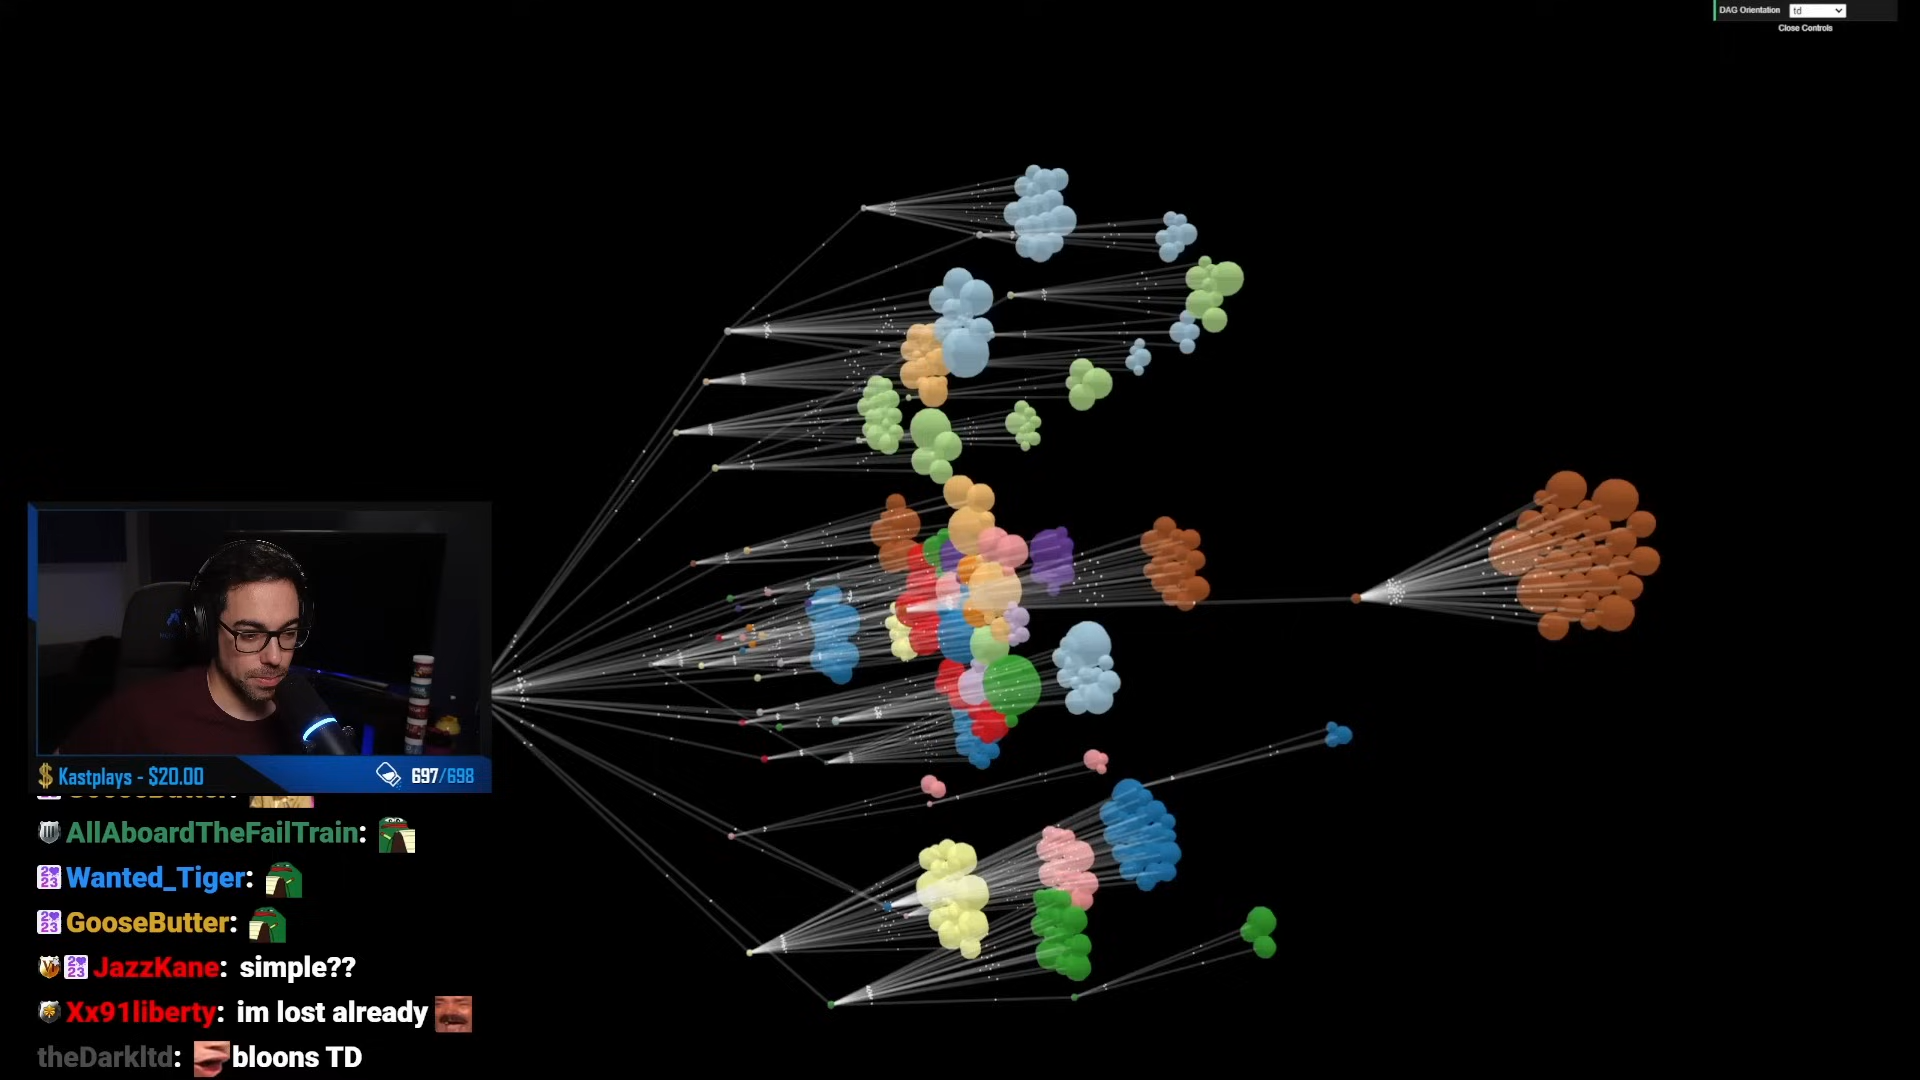 DAG Orientation td
Close Controls
$ Kastplays - $20.00 697/698
GooseButter:
AllAboardTheFailTrain:
Wanted_Tiger:
GooseButter:
JazzKane: simple??
Xx91liberty: im lost already
theDarkltd: bloons TD